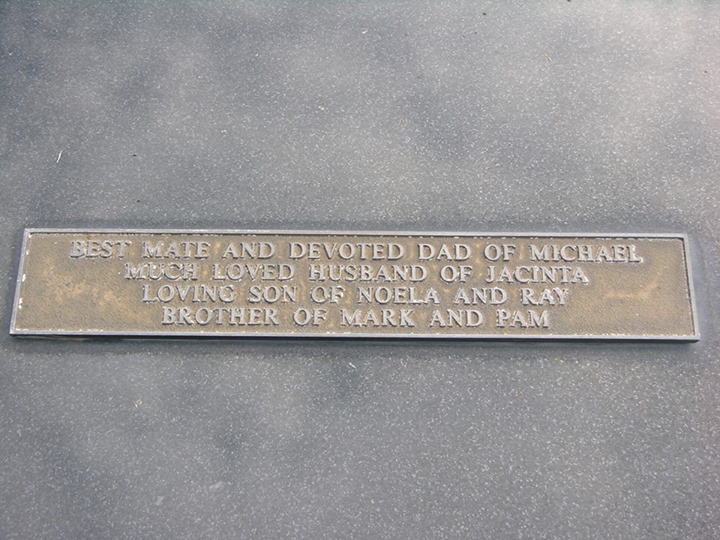 BEST MATE AND DEVOTED DAD OF MICHAEL
MUCH LOVED HUSBAND OF JACINTA
LOVING SON OF NOELA AND RAY
BROTHER OF MARK AND PAM